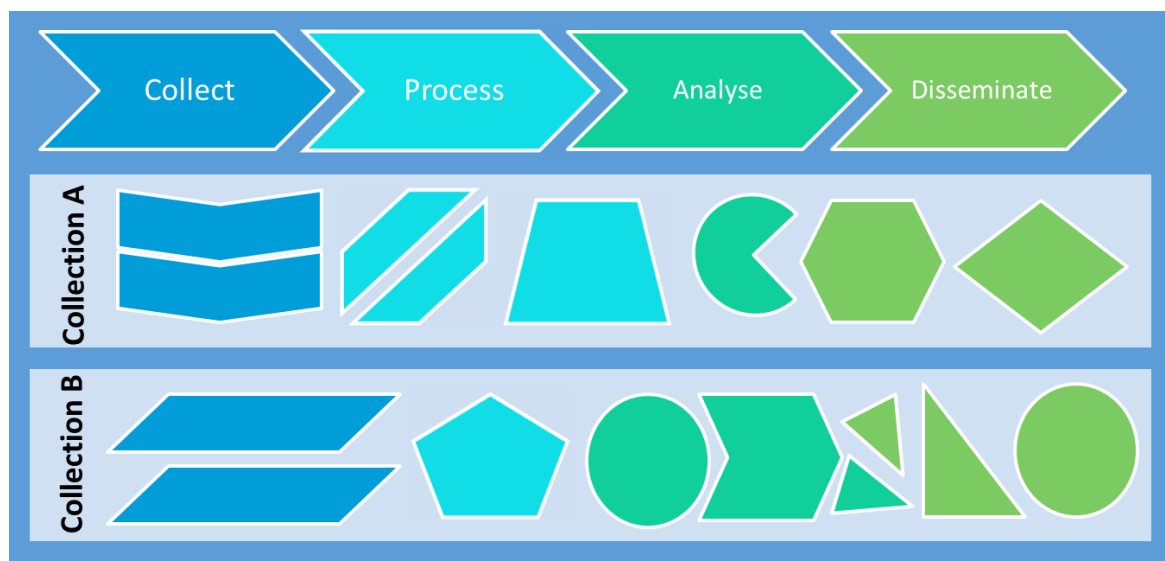 Collect
Process
Analyse
Disseminate
Collection A
Collection B